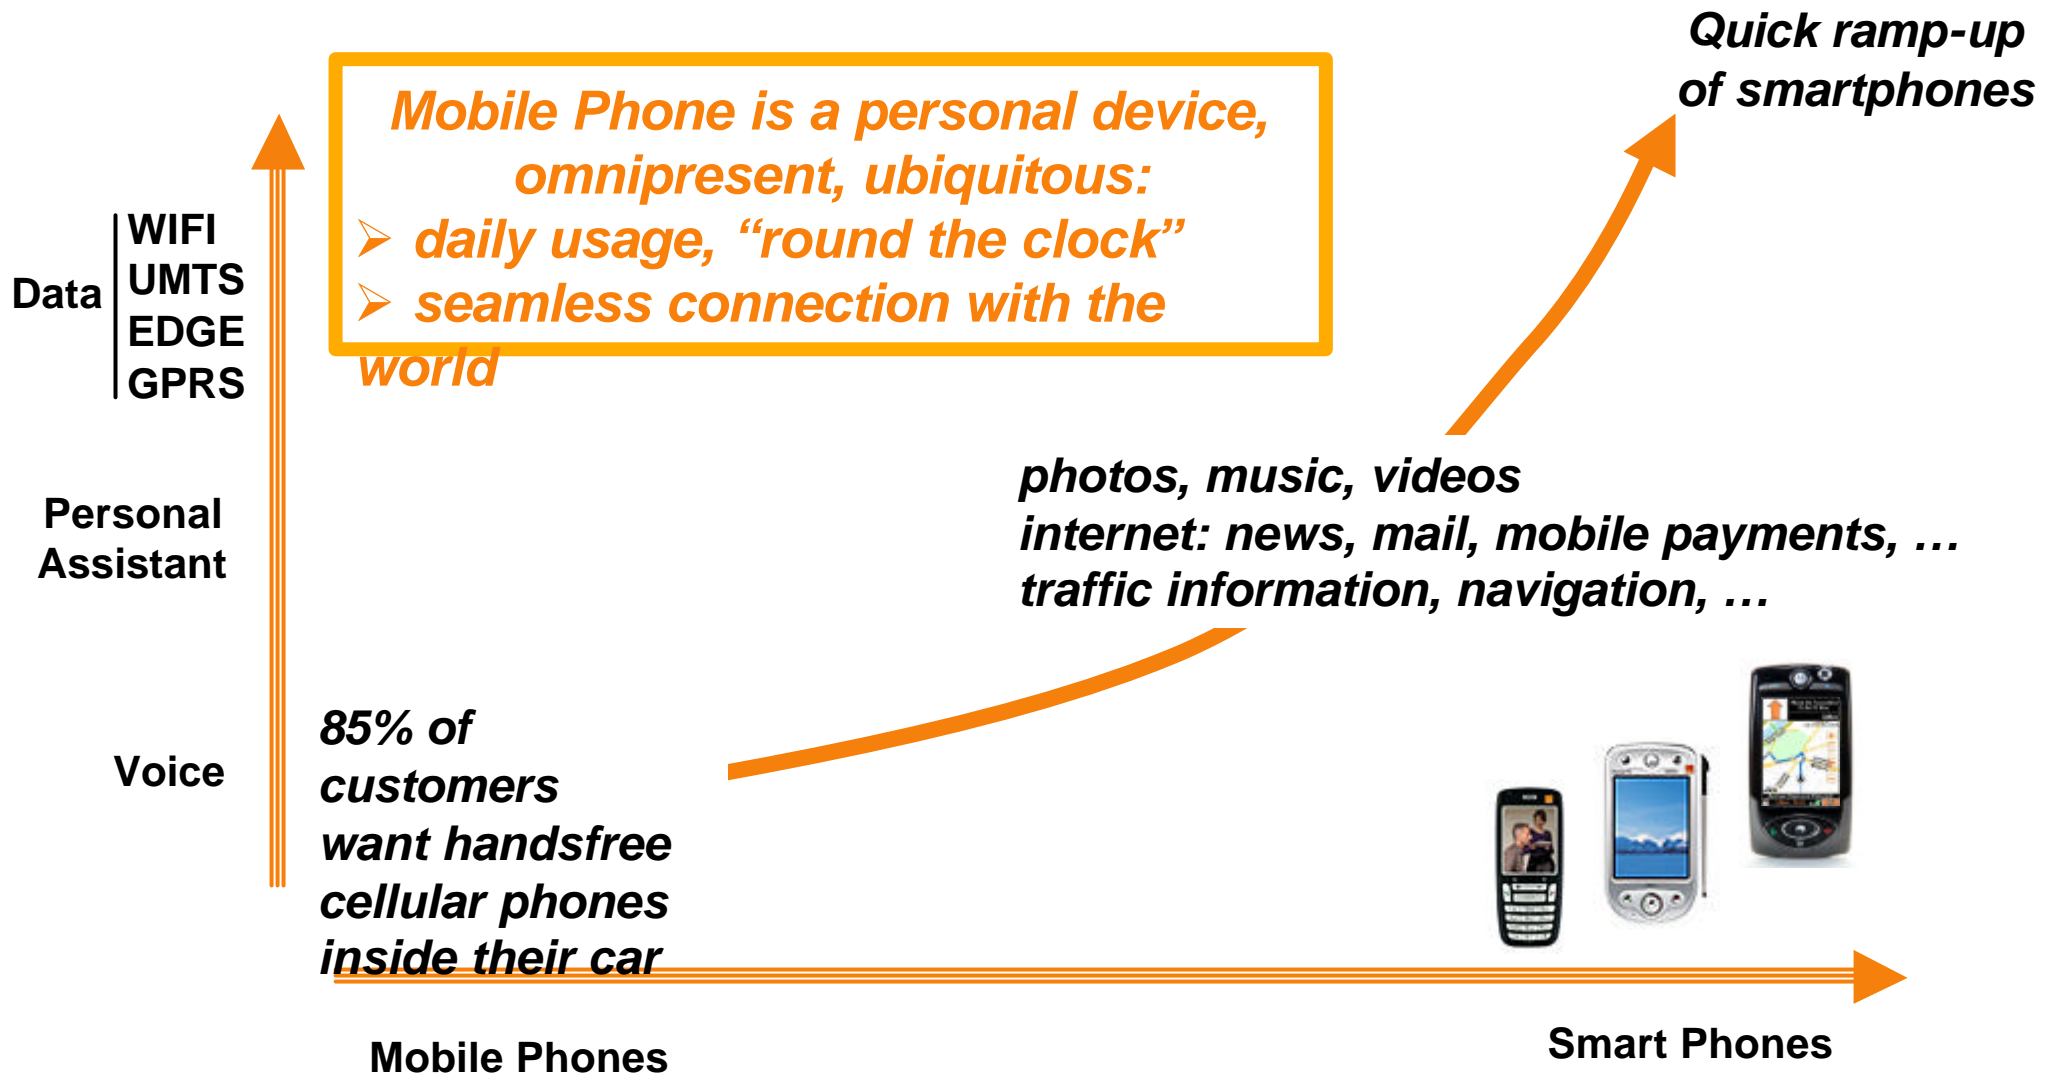 Quick ramp-up
of smartphones
Mobile Phone is a personal device,
omnipresent, ubiquitous:
➢ daily usage, “round the clock”
➢ seamless connection with the
world
Data
WIFI
UMTS
EDGE
GPRS
Personal
Assistant
Voice
photos, music, videos
internet: news, mail, mobile payments, …
traffic information, navigation, …
85% of
customers
want handsfree
cellular phones
inside their car
Mobile Phones
Smart Phones